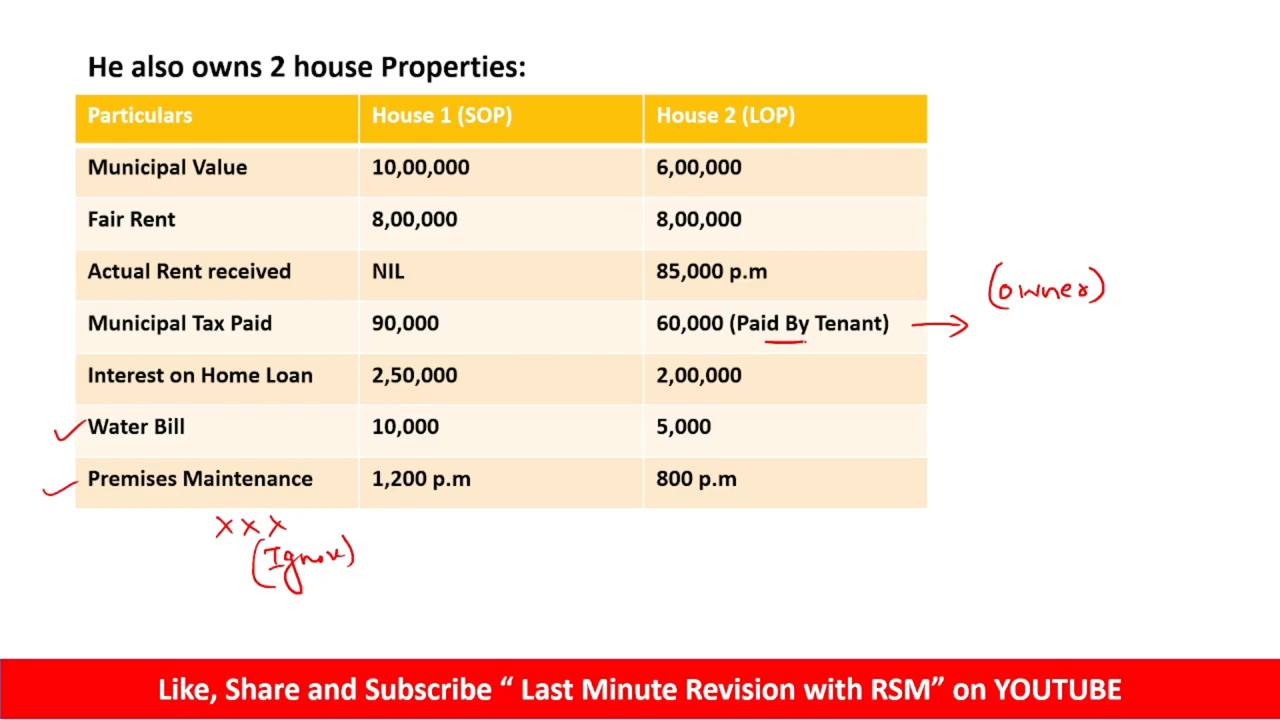 He also owns 2 house Properties:
Particulars House 1 (SOP) House 2 (LOP)
Municipal Value 10,00,000 6,00,000
Fair Rent 8,00,000 8,00,000
Actual Rent received NIL 85,000 p.m
(owner)
Municipal Tax Paid 90,000 60,000 (Paid By Tenant)
Interest on Home Loan 2,50,000 2,00,000
Water Bill 10,000 5,000
Premises Maintenance 1,200 p.m 800 p.m
XXX
(Ignore)
Like, Share and Subscribe “ Last Minute Revision with RSM” on YOUTUBE